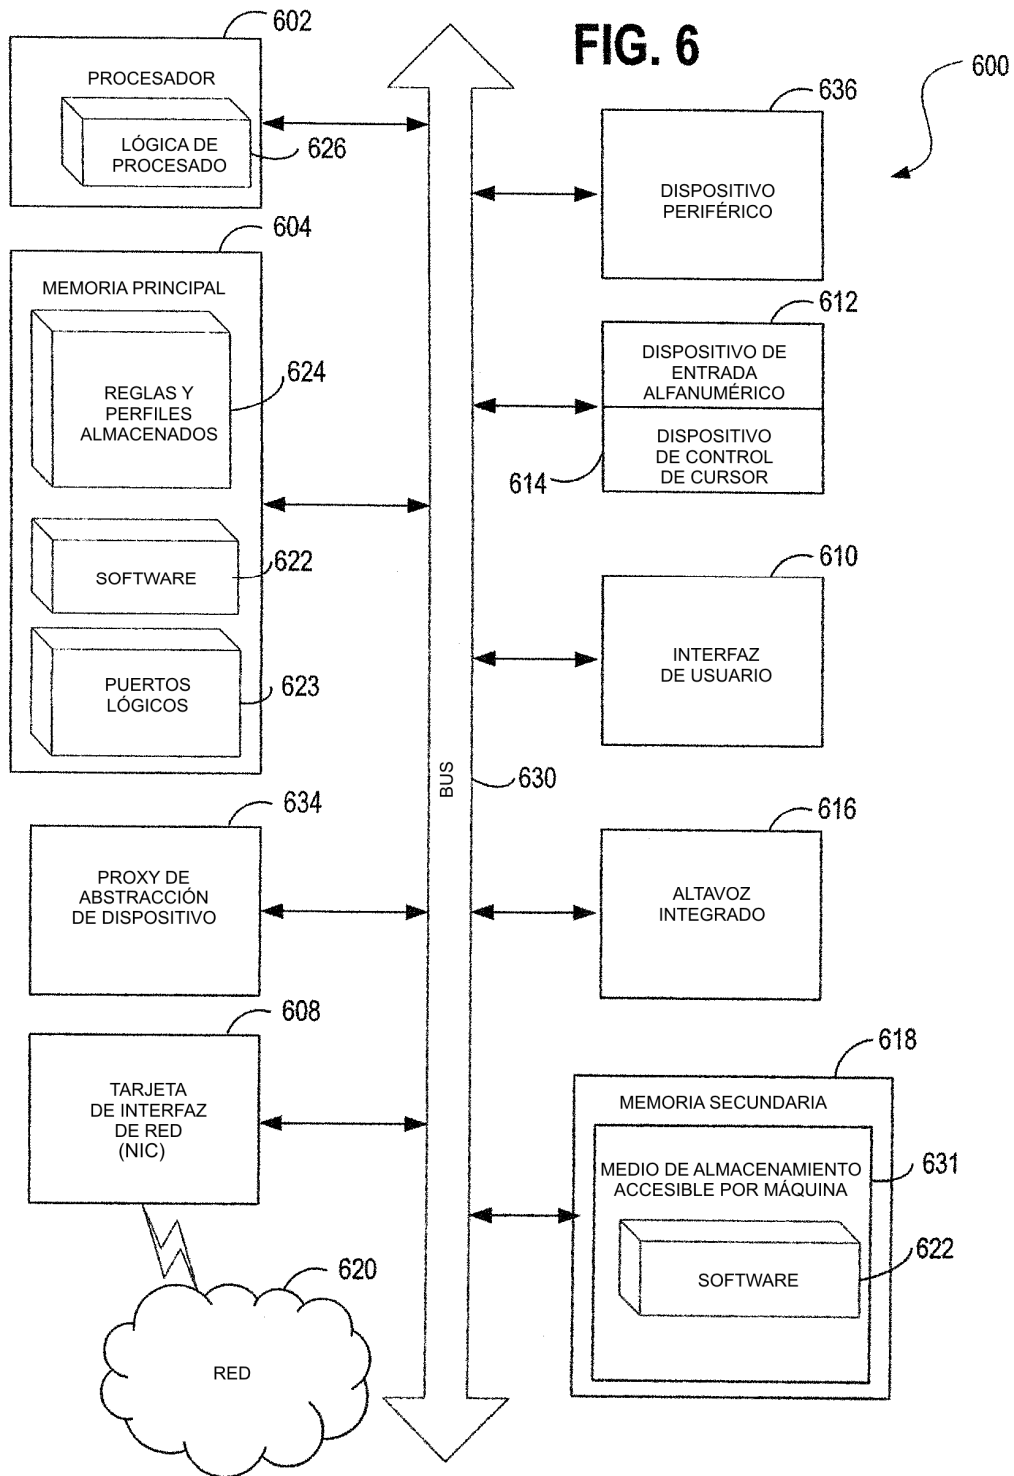 FIG. 6
600
602
PROCESADOR
LÓGICA DE
PROCESADO
626
604
MEMORIA PRINCIPAL
REGLAS Y
PERFILES
ALMACENADOS
624
SOFTWARE
622
PUERTOS
LÓGICOS
623
634
PROXY DE
ABSTRACCIÓN
DE DISPOSITIVO
608
TARJETA
DE INTERFAZ
DE RED
(NIC)
620
RED
BUS
630
636
DISPOSITIVO
PERIFÉRICO
612
DISPOSITIVO DE
ENTRADA
ALFANUMÉRICO
DISPOSITIVO
DE CONTROL
DE CURSOR
614
610
INTERFAZ
DE USUARIO
616
ALTAVOZ
INTEGRADO
618
MEMORIA SECUNDARIA
MEDIO DE ALMACENAMIENTO
ACCESIBLE POR MÁQUINA
631
SOFTWARE
622